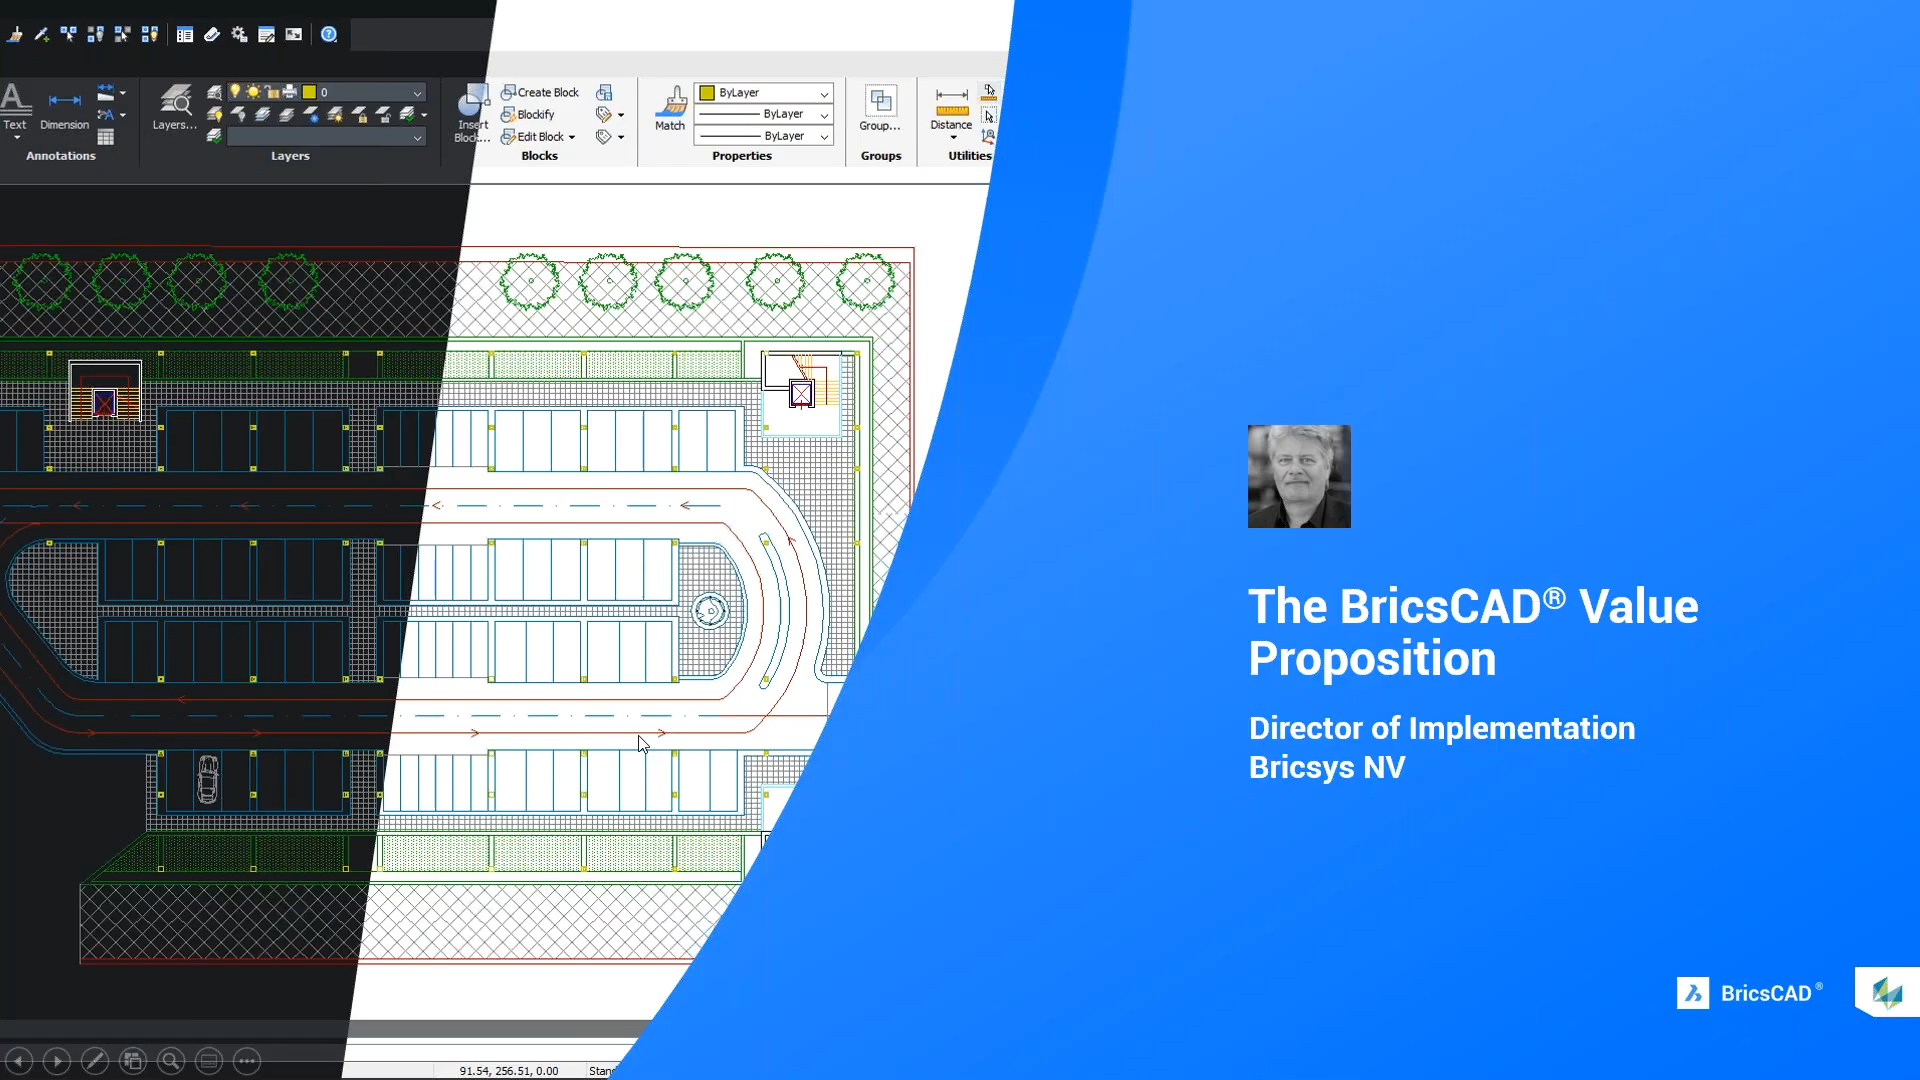 A
Text
Dimension
Annotations
Layers...
0
Layers
Insert
Block...
Create Block
Blockify
Edit Block
Blocks
Match
ByLayer
ByLayer
ByLayer
Properties
Group...
Groups
Distance
Utilities
The BricsCAD® Value
Proposition
Director of Implementation
Bricsys NV
BricsCAD®
91.54, 256.51, 0.00
Stan